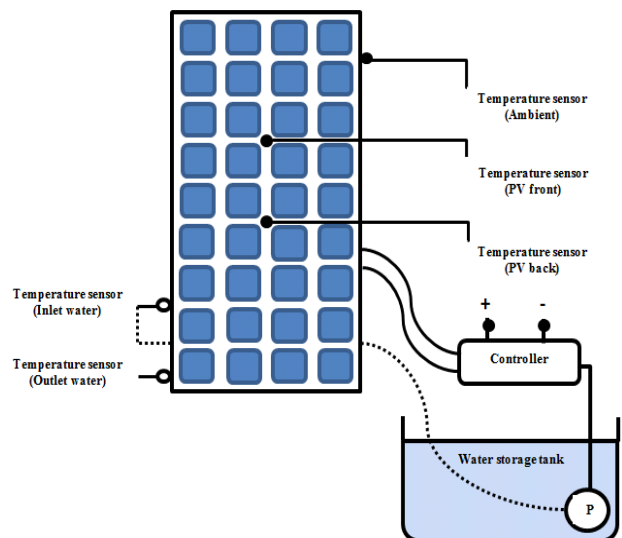 Temperature sensor
(Ambient)
Temperature sensor
(PV front)
Temperature sensor
(PV back)
Temperature sensor
(Inlet water)
+ -
Controller
Temperature sensor
(Outlet water)
Water storage tank
P